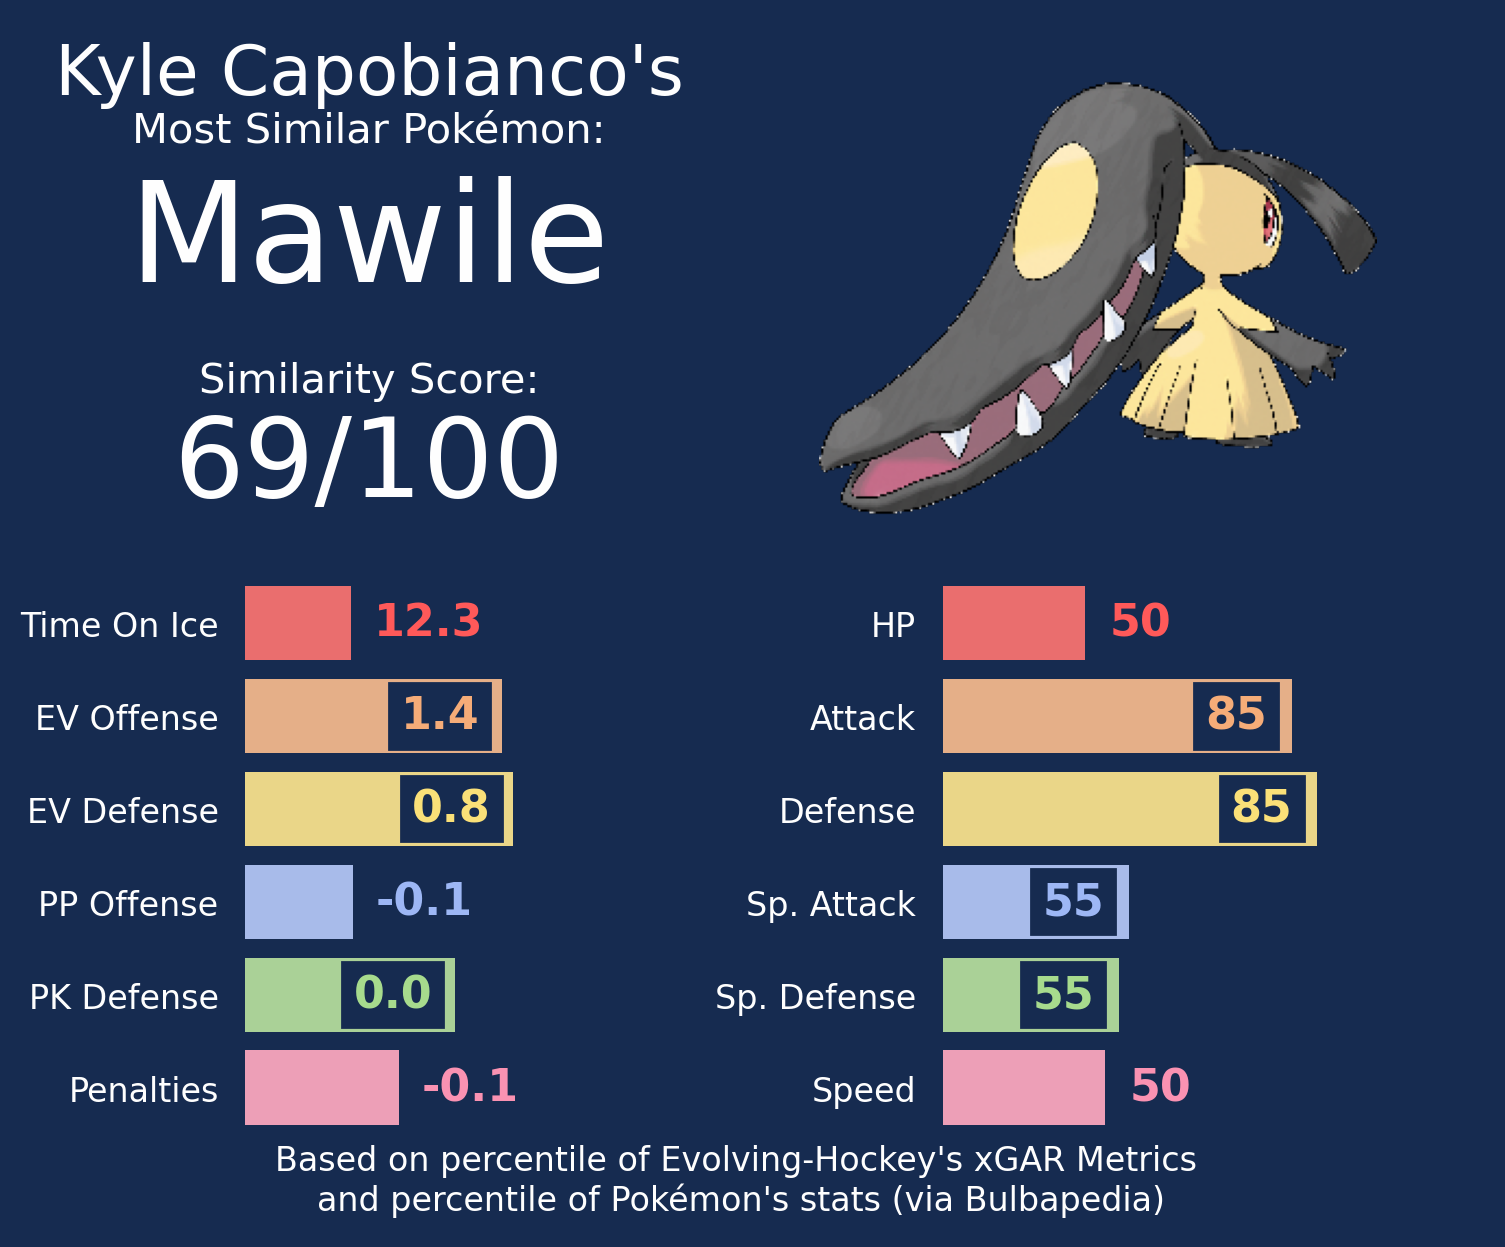 Kyle Capobianco's
Most Similar Pokémon:
Mawile
Similarity Score:
69/100
Time On Ice 12.3
EV Offense 1.4
EV Defense 0.8
PP Offense -0.1
PK Defense 0.0
Penalties -0.1
HP 50
Attack 85
Defense 85
Sp. Attack 55
Sp. Defense 55
Speed 50
Based on percentile of Evolving-Hockey's xGAR Metrics
and percentile of Pokémon's stats (via Bulbapedia)